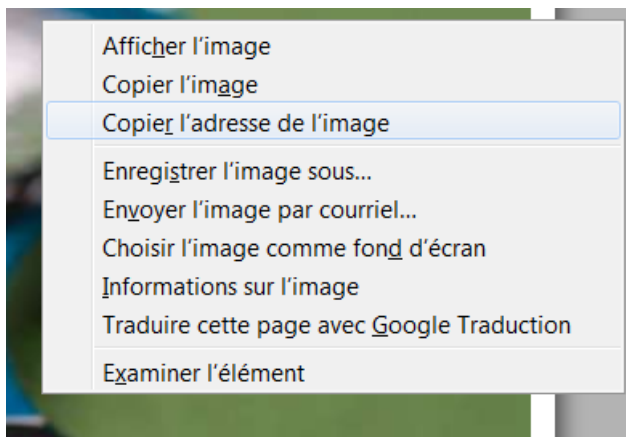 Afficher l'image
Copier l'image
Copier l'adresse de l'image
Enregistrer l'image sous...
Envoyer l'image par courriel...
Choisir l'image comme fond d'écran
Informations sur l'image
Traduire cette page avec Google Traduction
Examiner l'élément